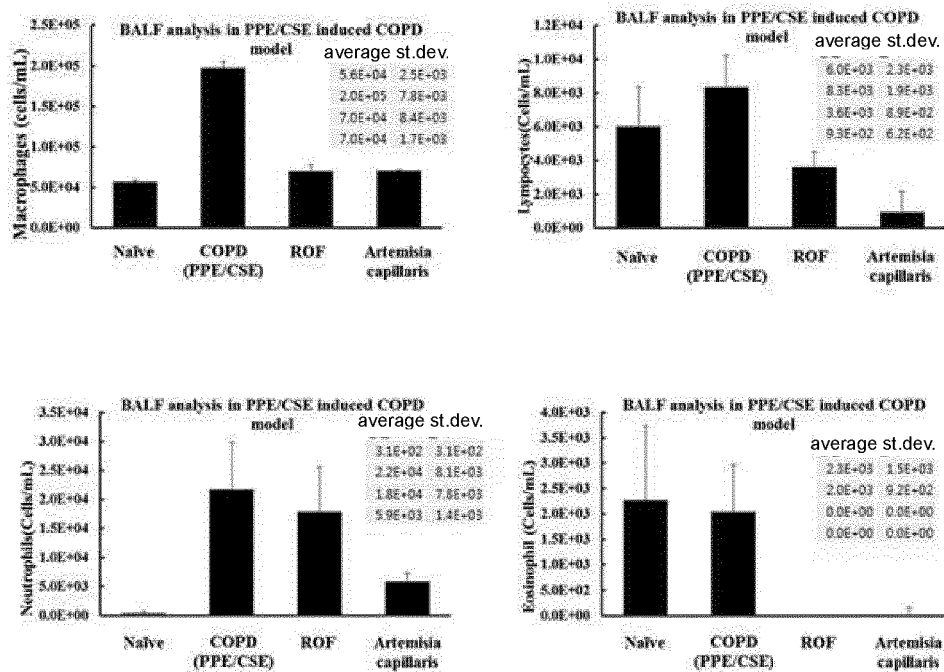 BALF analysis in PPE/CSE induced COPD
model
average st.dev.
5.6E+04 2.5E+03
2.0E+05 7.8E+03
7.0E+04 8.4E+03
7.0E+04 1.7E+03
Macrophages (cells/mL)
2.5E+05
2.0E+05
1.5E+05
1.0E+05
5.0E+04
0.0E+00
Naïve
COPD
(PPE/CSE)
ROF
Artemisia
capillaris
BALF analysis in PPE/CSE induced COPD
model
average st.dev.
6.0E+03 2.3E+03
8.3E+03 1.9E+03
3.6E+03 8.9E+02
9.3E+02 6.2E+02
Lympocytes(Cells/mL)
1.2E+04
1.0E+04
8.0E+03
6.0E+03
4.0E+03
2.0E+03
0.0E+00
Naïve
COPD
(PPE/CSE)
ROF
Artemisia
capillaris
BALF analysis in PPE/CSE induced COPD
model
average st.dev.
3.1E+02 3.1E+02
2.2E+04 8.1E+03
1.8E+04 7.8E+03
5.9E+03 1.4E+03
Neutrophils(Cells/mL)
3.5E+04
3.0E+04
2.5E+04
2.0E+04
1.5E+04
1.0E+04
5.0E+03
0.0E+00
Naïve
COPD
(PPE/CSE)
ROF
Artemisia
capillaris
BALF analysis in PPE/CSE induced COPD
model
average st.dev.
2.3E+03 1.5E+03
2.0E+03 9.2E+02
0.0E+00 0.0E+00
0.0E+00 0.0E+00
Eosinophil (Cells/mL)
4.0E+03
3.5E+03
3.0E+03
2.5E+03
2.0E+03
1.5E+03
1.0E+03
5.0E+02
0.0E+00
Naïve
COPD
(PPE/CSE)
ROF
Artemisia
capillaris